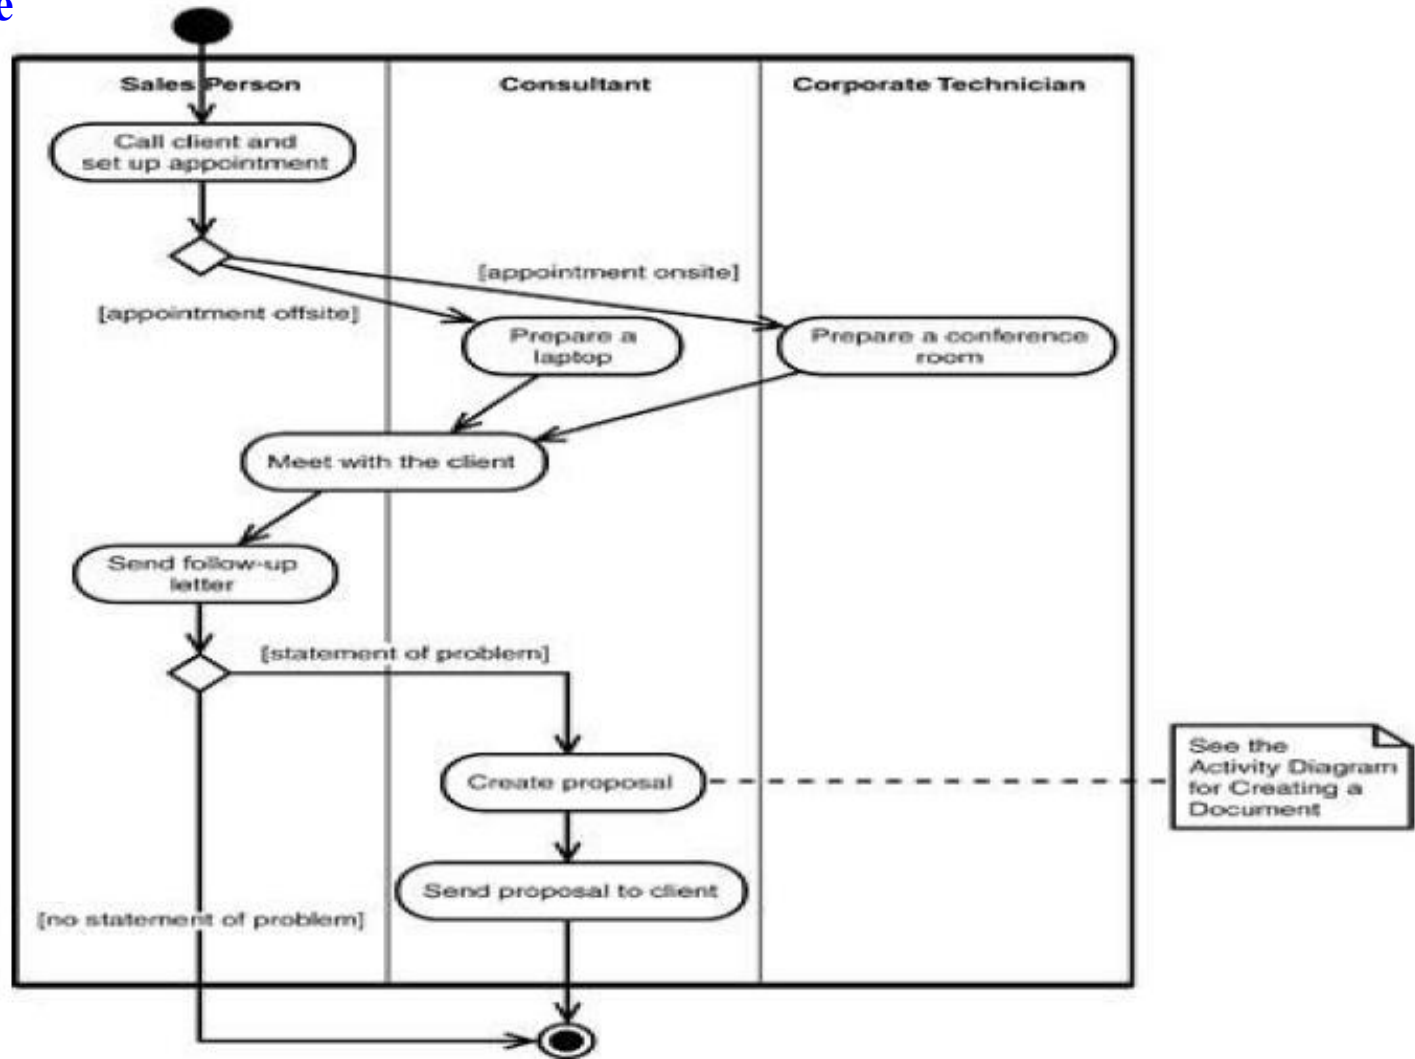 e
Sales Person
Consultant
Corporate Technician
Call client and
set up appointment
[appointment onsite]
[appointment offsite]
Prepare a
laptop
Prepare a conference
room
Meet with the client
Send follow-up
letter
[statement of problem]
See the
Activity Diagram
for Creating a
Document
Create proposal
Send proposal to client
[no statement of problem]